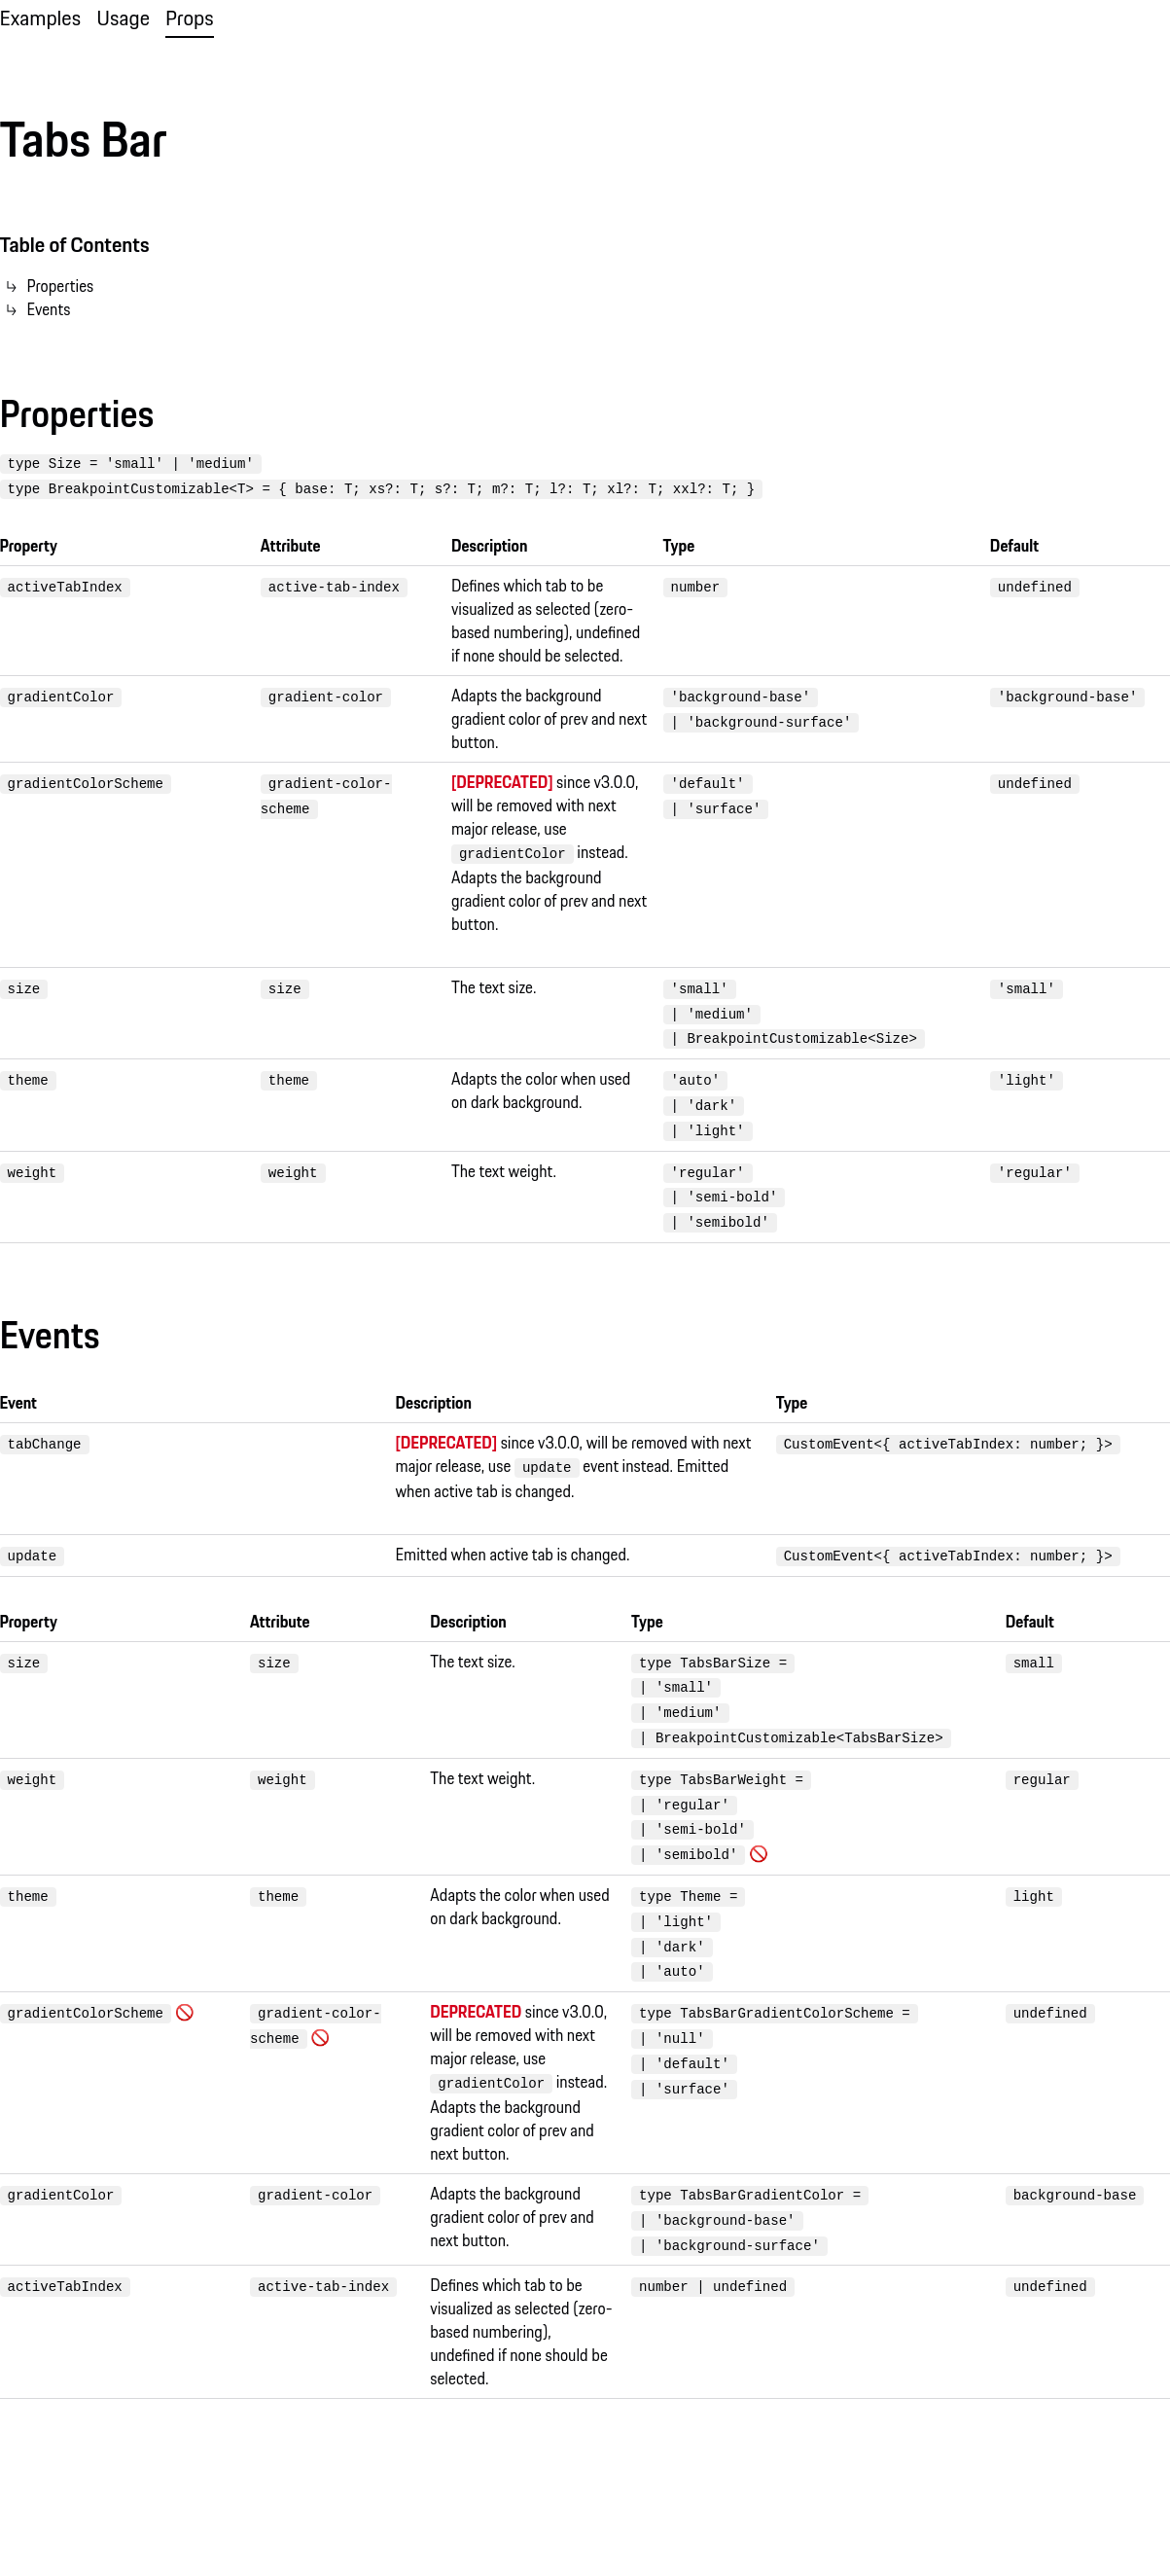 Examples Usage Props
Tabs Bar
Table of Contents
Properties
Events
Properties
type Size = 'small' | 'medium'
type BreakpointCustomizable<T> = { base: T; xs?: T; s?: T; m?: T; l?: T; xl?: T; xxl?: T; }
Property Attribute Description Type Default
activeTabIndex active-tab-index Defines which tab to be number undefined
visualized as selected (zero-
based numbering), undefined
if none should be selected.
gradientColor gradient-color Adapts the background 'background-base' 'background-base'
gradient color of prev and next | 'background-surface'
button.
gradientColorScheme gradient-color- [DEPRECATED] since v3.0.0, 'default' undefined
scheme will be removed with next | 'surface'
major release, use
gradientColor instead.
Adapts the background
gradient color of prev and next
button.
size size The text size. 'small' 'small'
| 'medium'
| BreakpointCustomizable<Size>
theme theme Adapts the color when used 'auto' 'light'
on dark background. | 'dark'
| 'light'
weight weight The text weight. 'regular' 'regular'
| 'semi-bold'
| 'semibold'
Events
Event Description Type
tabChange [DEPRECATED] since v3.0.0, will be removed with next CustomEvent<{ activeTabIndex: number; }>
major release, use update event instead. Emitted
when active tab is changed.
update Emitted when active tab is changed. CustomEvent<{ activeTabIndex: number; }>
Property Attribute Description Type Default
size size The text size. type TabsBarSize = small
| 'small'
| 'medium'
| BreakpointCustomizable<TabsBarSize>
weight weight The text weight. type TabsBarWeight = regular
| 'regular'
| 'semi-bold'
| 'semibold' 🚫
theme theme Adapts the color when used type Theme = light
on dark background. | 'light'
| 'dark'
| 'auto'
gradientColorScheme 🚫 gradient-color- DEPRECATED since v3.0.0, type TabsBarGradientColorScheme = undefined
scheme 🚫 will be removed with next | 'null'
major release, use | 'default'
gradientColor instead. | 'surface'
Adapts the background
gradient color of prev and
next button.
gradientColor gradient-color Adapts the background type TabsBarGradientColor = background-base
gradient color of prev and | 'background-base'
next button. | 'background-surface'
activeTabIndex active-tab-index Defines which tab to be number | undefined undefined
visualized as selected (zero-
based numbering),
undefined if none should be
selected.